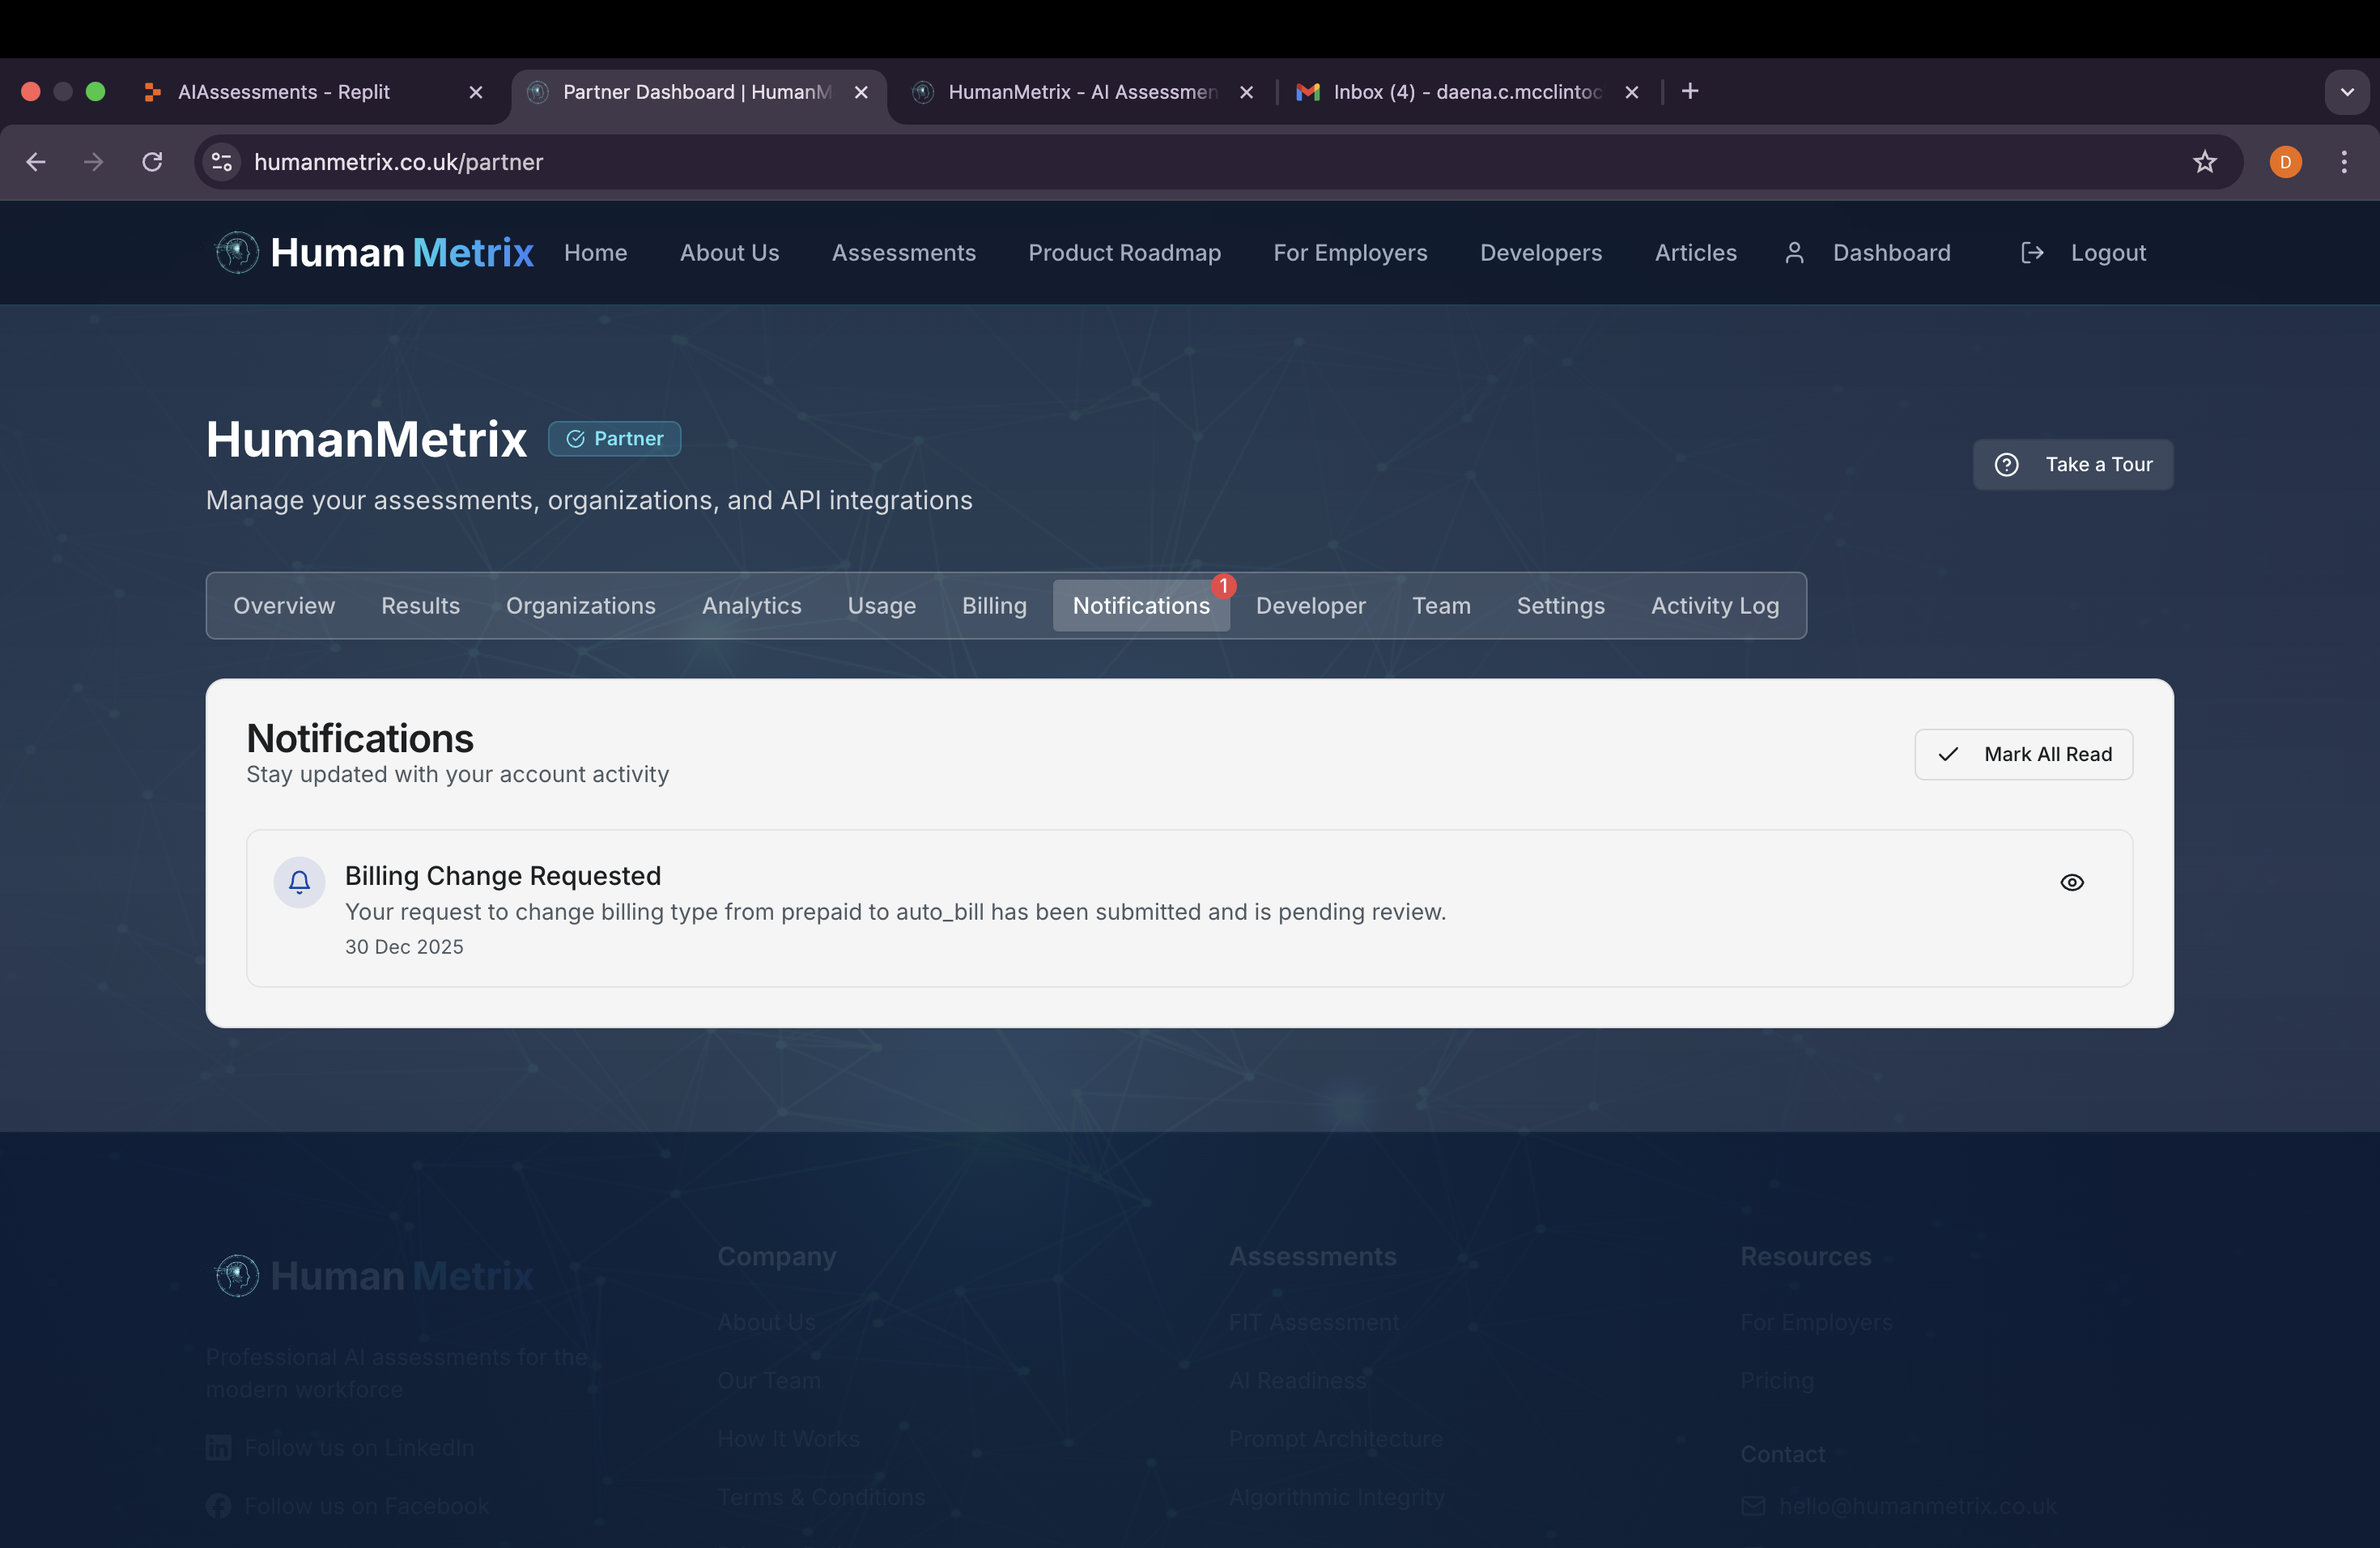 AIAssessments - Replit
Partner Dashboard | HumanM
HumanMetrix - AI Assessmen
Inbox (4) - daena.c.mcclintoc
humanmetrix.co.uk/partner
D
HumanMetrix
Home
About Us
Assessments
Product Roadmap
For Employers
Developers
Articles
Dashboard
Logout
HumanMetrix
Partner
Take a Tour
Manage your assessments, organizations, and API integrations
Overview
Results
Organizations
Analytics
Usage
Billing
Notifications
1
Developer
Team
Settings
Activity Log
Notifications
Stay updated with your account activity
Mark All Read
Billing Change Requested
Your request to change billing type from prepaid to auto_bill has been submitted and is pending review.
30 Dec 2025
HumanMetrix
Professional AI assessments for the
modern workforce
Follow us on LinkedIn
Follow us on Facebook
Company
About Us
Our Team
How It Works
Terms & Conditions
Assessments
FIT Assessment
AI Readiness
Prompt Architecture
Algorithmic Integrity
Resources
For Employers
Pricing
Contact
hello@humanmetrix.co.uk